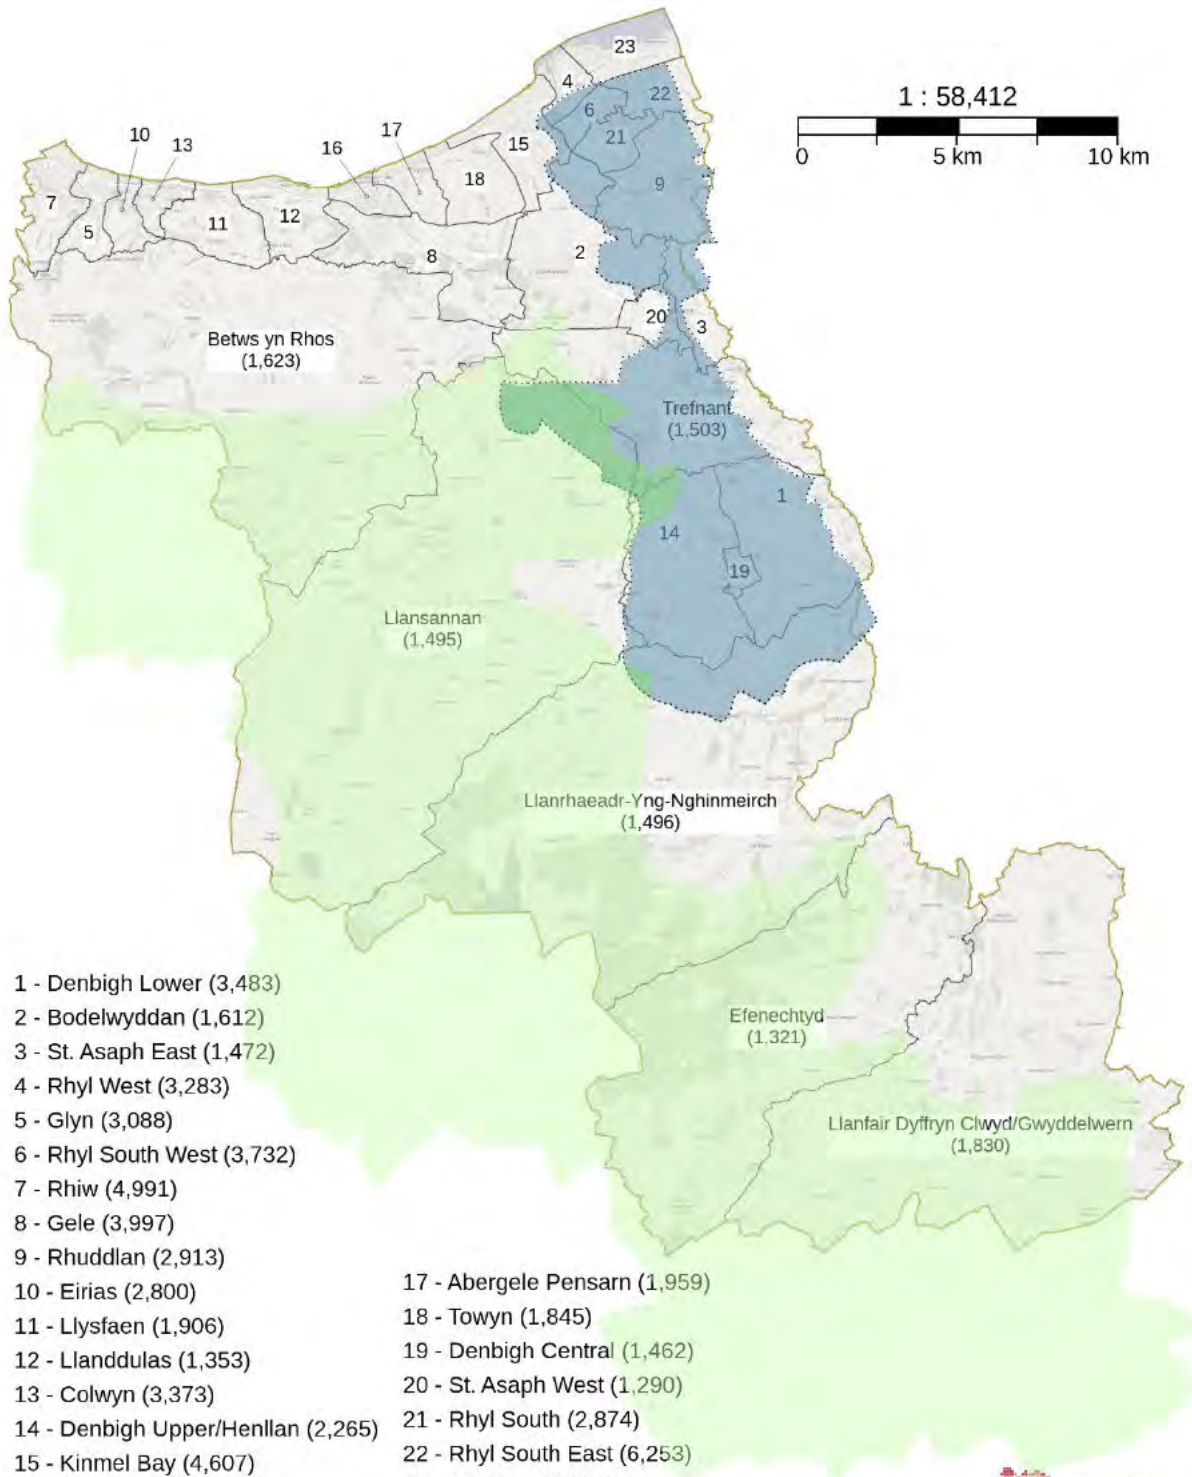 23
4
22
1 : 58,412
6
10
17
21
13
16
15
0
5 km
10 km
18
9
7
12
11
5
8
2
20
3
Betws yn Rhos
(1,623)
Trefnant
(1,503)
1
14
19
Llansannan
(1,495)
Llanrhaeadr-Yng-Nghinmeirch
(1,496)
Efenechtyd
(1,321)
Llanfair Dyffryn Clwyd/Gwyddelwern
(1,830)
1 - Denbigh Lower (3,483)
2 - Bodelwyddan (1,612)
3 - St. Asaph East (1,472)
4 - Rhyl West (3,283)
5 - Glyn (3,088)
6 - Rhyl South West (3,732)
7 - Rhiw (4,991)
8 - Gele (3,997)
9 - Rhuddlan (2,913)
10 - Eirias (2,800)
11 - Llysfaen (1,906)
12 - Llanddulas (1,353)
13 - Colwyn (3,373)
14 - Denbigh Upper/Henllan (2,265)
15 - Kinmel Bay (4,607)
17 - Abergele Pensarn (1,959)
18 - Towyn (1,845)
19 - Denbigh Central (1,462)
20 - St. Asaph West (1,290)
21 - Rhyl South (2,874)
22 - Rhyl South East (6,253)